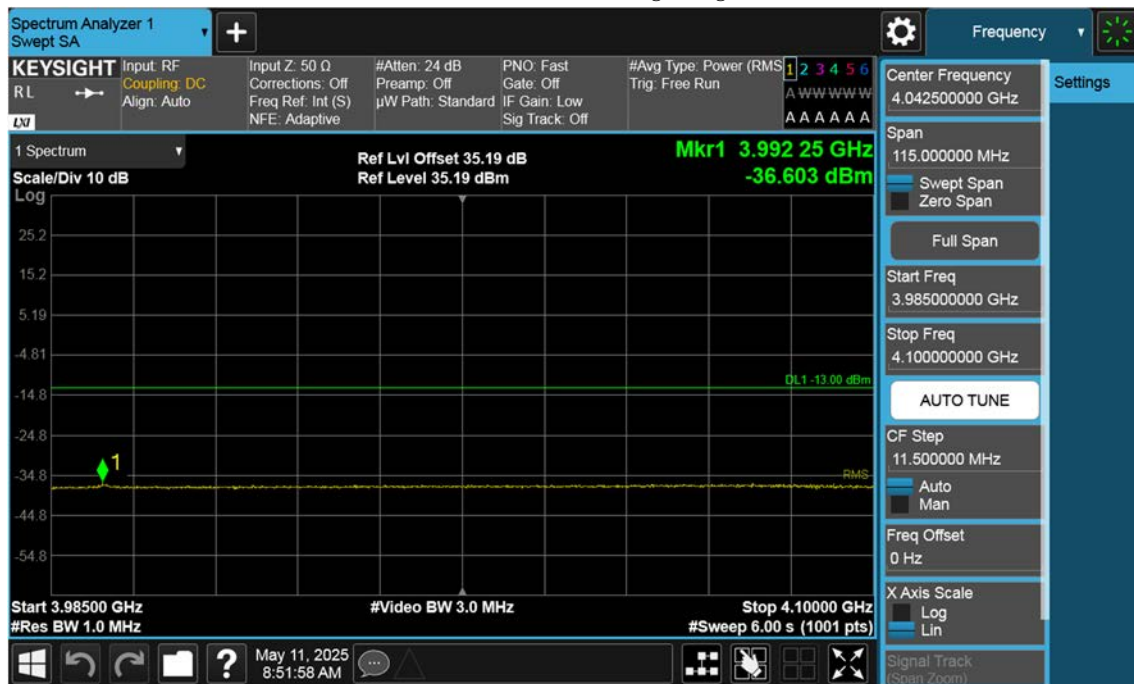 Spectrum Analyzer 1
Swept SA
Frequency
KEYSIGHT
RL
LXI
Input: RF
Coupling: DC
Align: Auto
Input Z: 50 Ω
Corrections: Off
Freq Ref: Int (S)
NFE: Adaptive
#Atten: 24 dB
Preamp: Off
µW Path: Standard
PNO: Fast
Gate: Off
IF Gain: Low
Sig Track: Off
#Avg Type: Power (RMS
Trig: Free Run
1 2 3 4 5 6
A W W W W W
A A A A A A
1 Spectrum
Scale/Div 10 dB
Ref Lvl Offset 35.19 dB
Ref Level 35.19 dBm
Mkr1 3.992 25 GHz
-36.603 dBm
Log
25.2
15.2
5.19
-4.81
DL1 -13.00 dBm
-14.8
-24.8
1
-34.8
RMS
-44.8
-54.8
Start 3.98500 GHz
#Res BW 1.0 MHz
#Video BW 3.0 MHz
Stop 4.10000 GHz
#Sweep 6.00 s (1001 pts)
?
May 11, 2025
8:51:58 AM
Center Frequency
4.042500000 GHz
Settings
Span
115.000000 MHz
Swept Span
Zero Span
Full Span
Start Freq
3.985000000 GHz
Stop Freq
4.100000000 GHz
AUTO TUNE
CF Step
11.500000 MHz
Auto
Man
Freq Offset
0 Hz
X Axis Scale
Log
Lin
Signal Track
(Span Zoom)